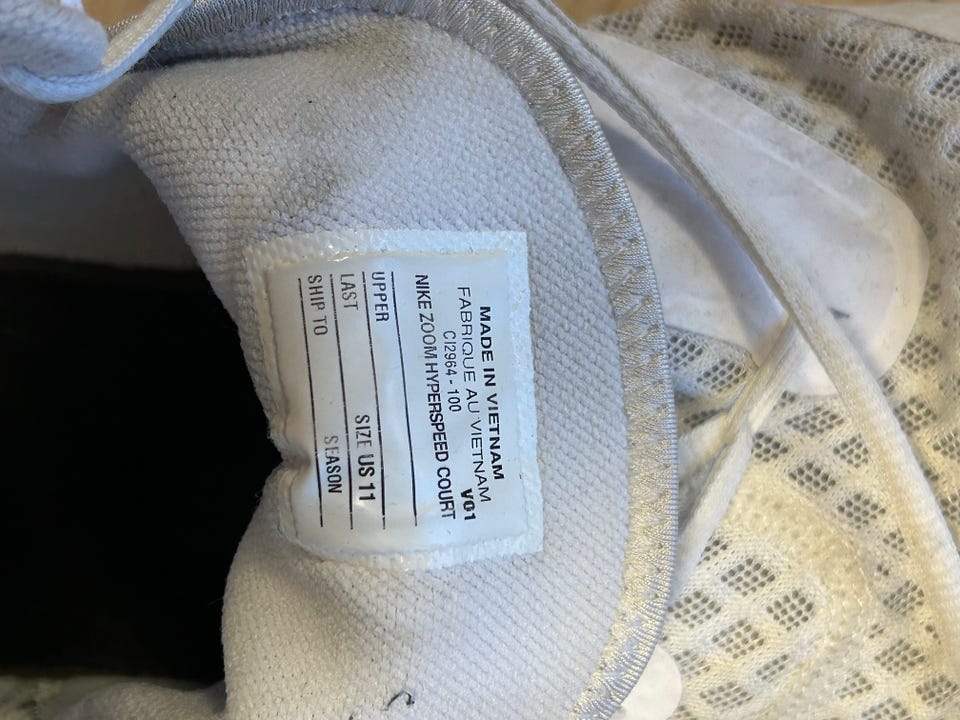 MADE IN VIETNAM
FABRIQUE AU VIETNAM
CI2964 - 100 V01
NIKE ZOOM HYPERSPEED COURT
UPPER
LAST SIZE US 11
SHIP TO SEASON